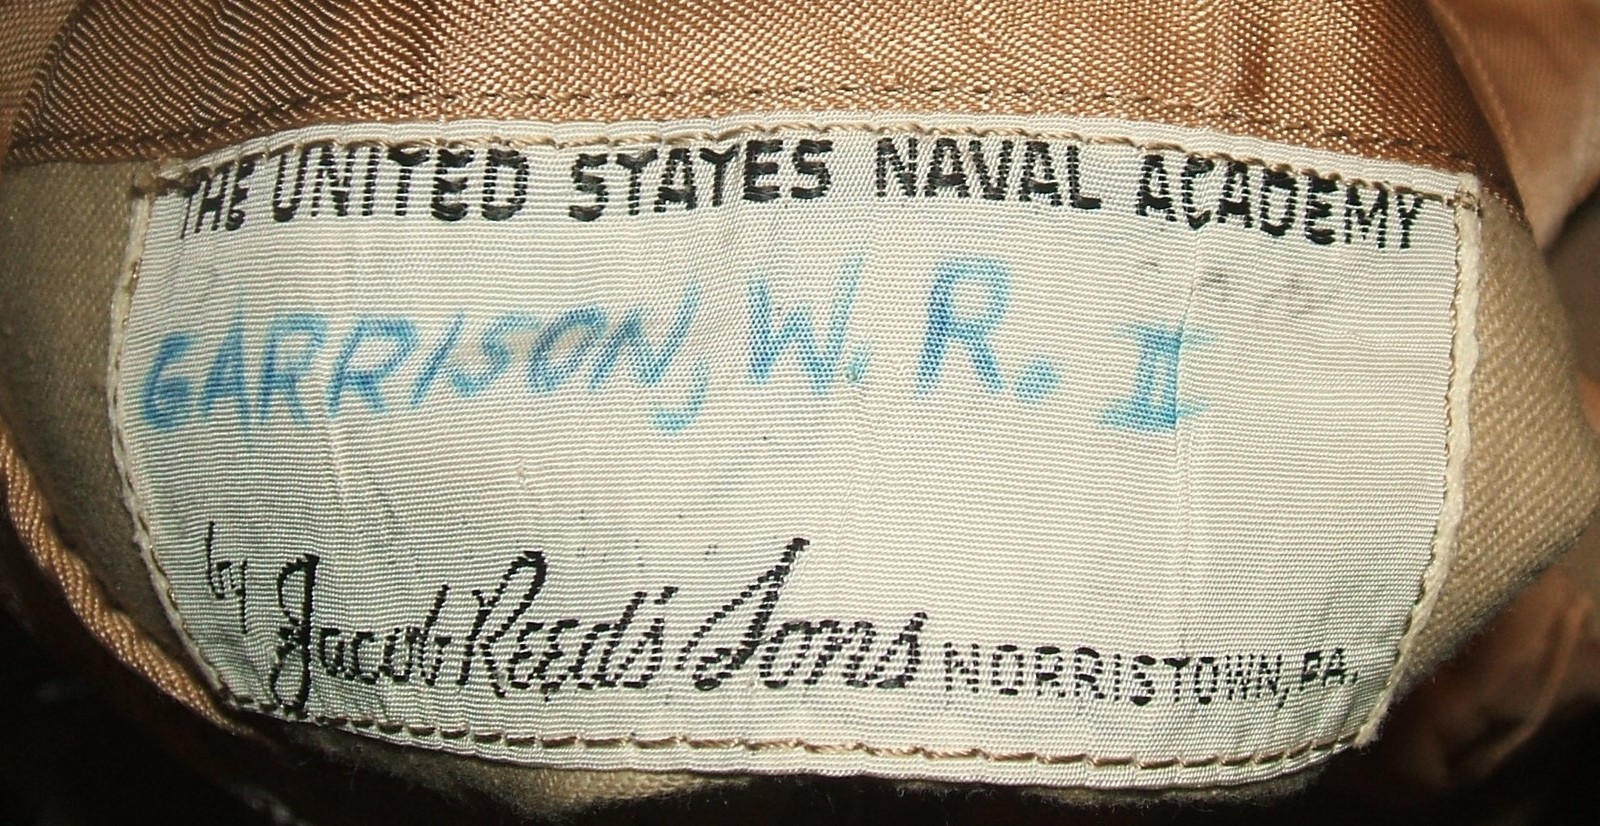 THE UNITED STATES NAVAL ACADEMY
GARRISON, W. R. II
by Jacob Reed's Sons NORRISTOWN, PA.